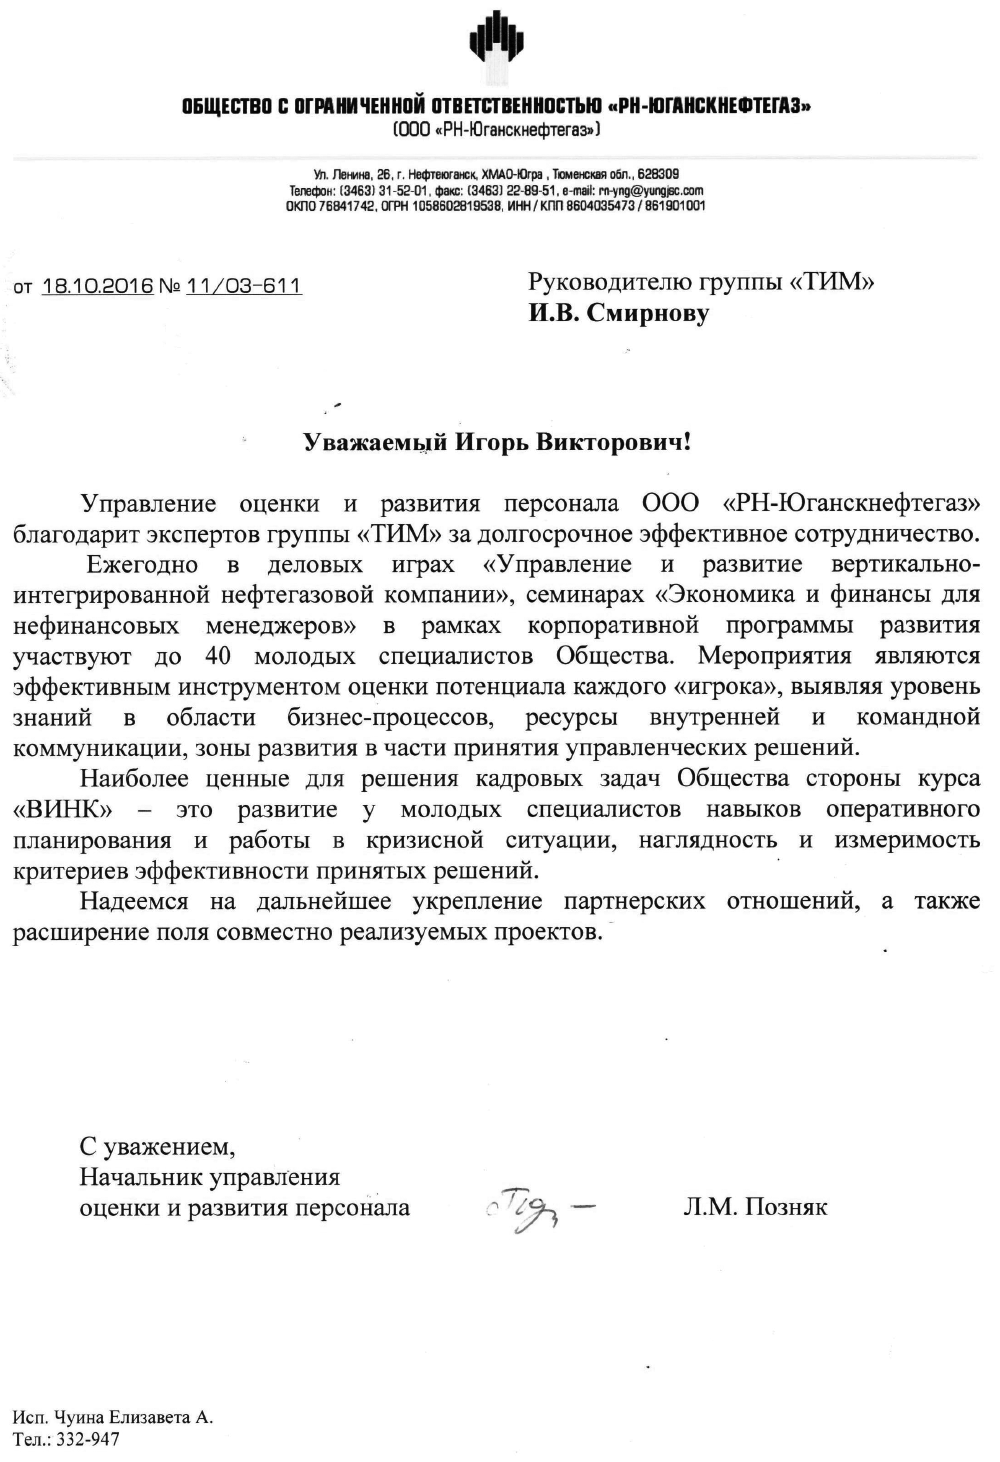 ОБЩЕСТВО С ОГРАНИЧЕННОЙ ОТВЕТСТВЕННОСТЬЮ «РН-ЮГАНСКНЕФТЕГАЗ»
(ООО «РН-Юганскнефтегаз»)
Ул. Ленина, 26, г. Нефтеюганск, ХМАО-Югра , Тюменская обл., 628309
Телефон: (3463) 31-52-01, факс: (3463) 22-89-51, e-mail: rn-yng@yungjsc.com
ОКПО 76841742, ОГРН 1058602819538, ИНН / КПП 8604035473 / 861901001
от 18.10.2016 № 11/03-611
Руководителю группы «ТИМ»
И.В. Смирнову
Уважаемый Игорь Викторович!
Управление оценки и развития персонала ООО «РН-Юганскнефтегаз»
благодарит экспертов группы «ТИМ» за долгосрочное эффективное сотрудничество.
Ежегодно в деловых играх «Управление и развитие вертикально-
интегрированной нефтегазовой компании», семинарах «Экономика и финансы для
нефинансовых менеджеров» в рамках корпоративной программы развития
участвуют до 40 молодых специалистов Общества. Мероприятия являются
эффективным инструментом оценки потенциала каждого «игрока», выявляя уровень
знаний в области бизнес-процессов, ресурсы внутренней и командной
коммуникации, зоны развития в части принятия управленческих решений.
Наиболее ценные для решения кадровых задач Общества стороны курса
«ВИНК» – это развитие у молодых специалистов навыков оперативного
планирования и работы в кризисной ситуации, наглядность и измеримость
критериев эффективности принятых решений.
Надеемся на дальнейшее укрепление партнерских отношений, а также
расширение поля совместно реализуемых проектов.
С уважением,
Начальник управления
оценки и развития персонала
Л.М. Позняк
Исп. Чуина Елизавета А.
Тел.: 332-947